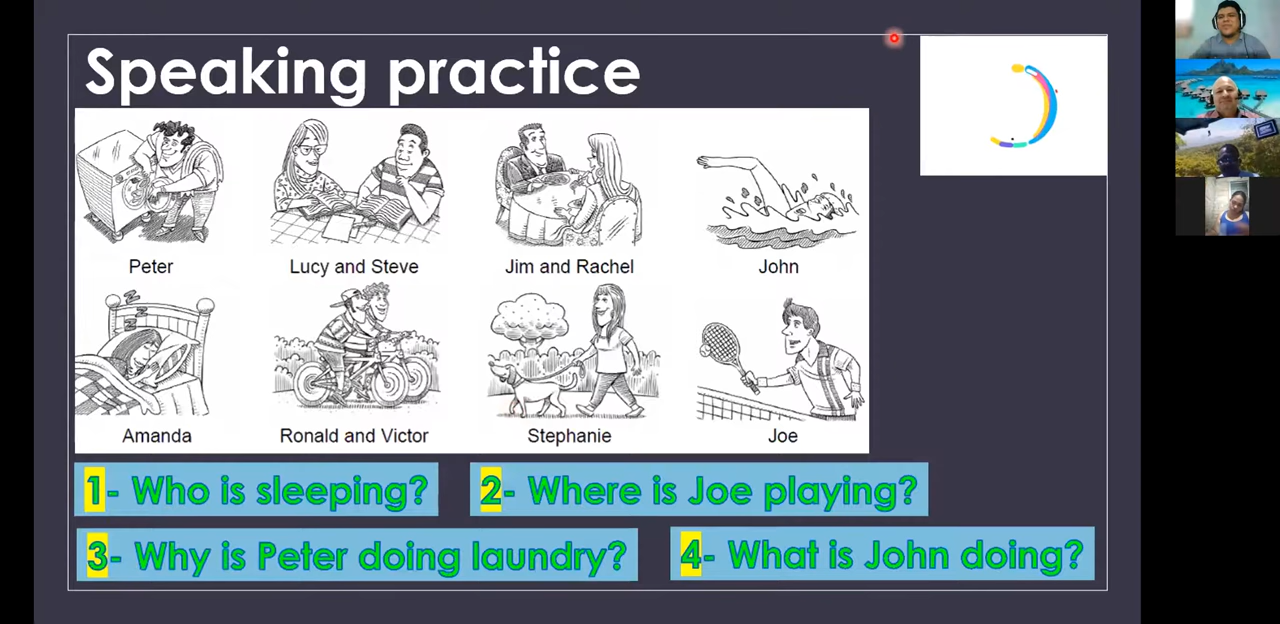 Speaking practice
Peter
Lucy and Steve
Jim and Rachel
John
Z Z Z Z
Amanda
Ronald and Victor
Stephanie
Joe
1- Who is sleeping?
2- Where is Joe playing?
3- Why is Peter doing laundry?
4- What is John doing?